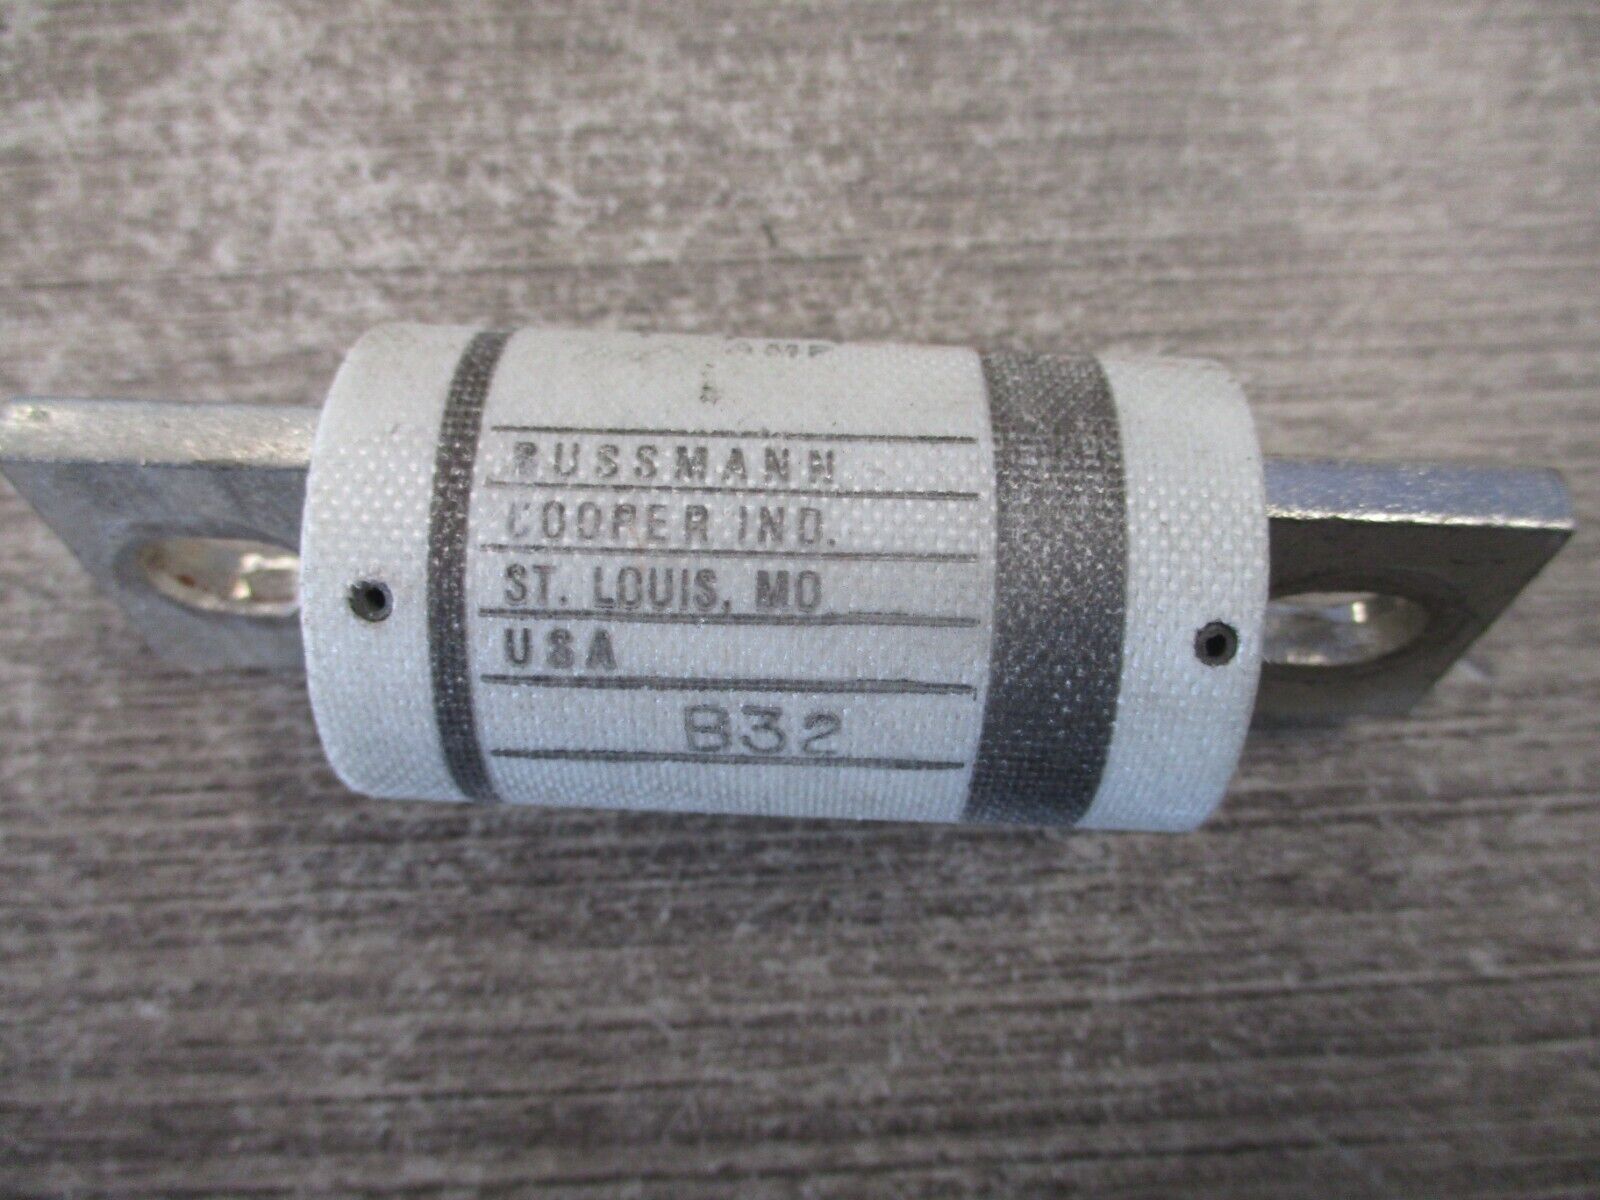 BUSSMANN
COOPER IND.
ST. LOUIS, MO
USA
B32